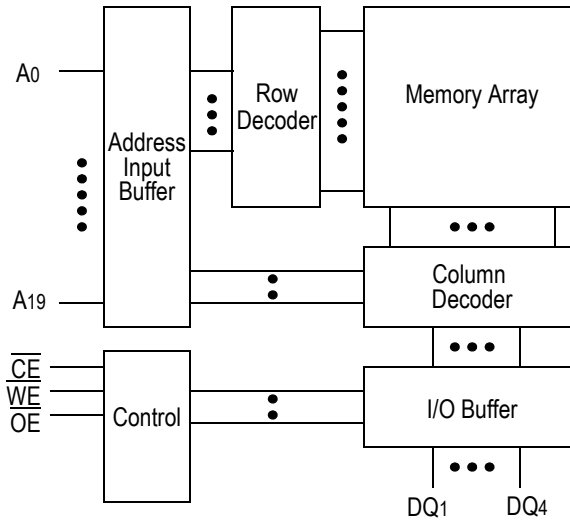 A0
Address
Input
Buffer
Row
Decoder
Memory Array
A19
Column
Decoder
CE
WE
OE
Control
I/O Buffer
DQ1
DQ4